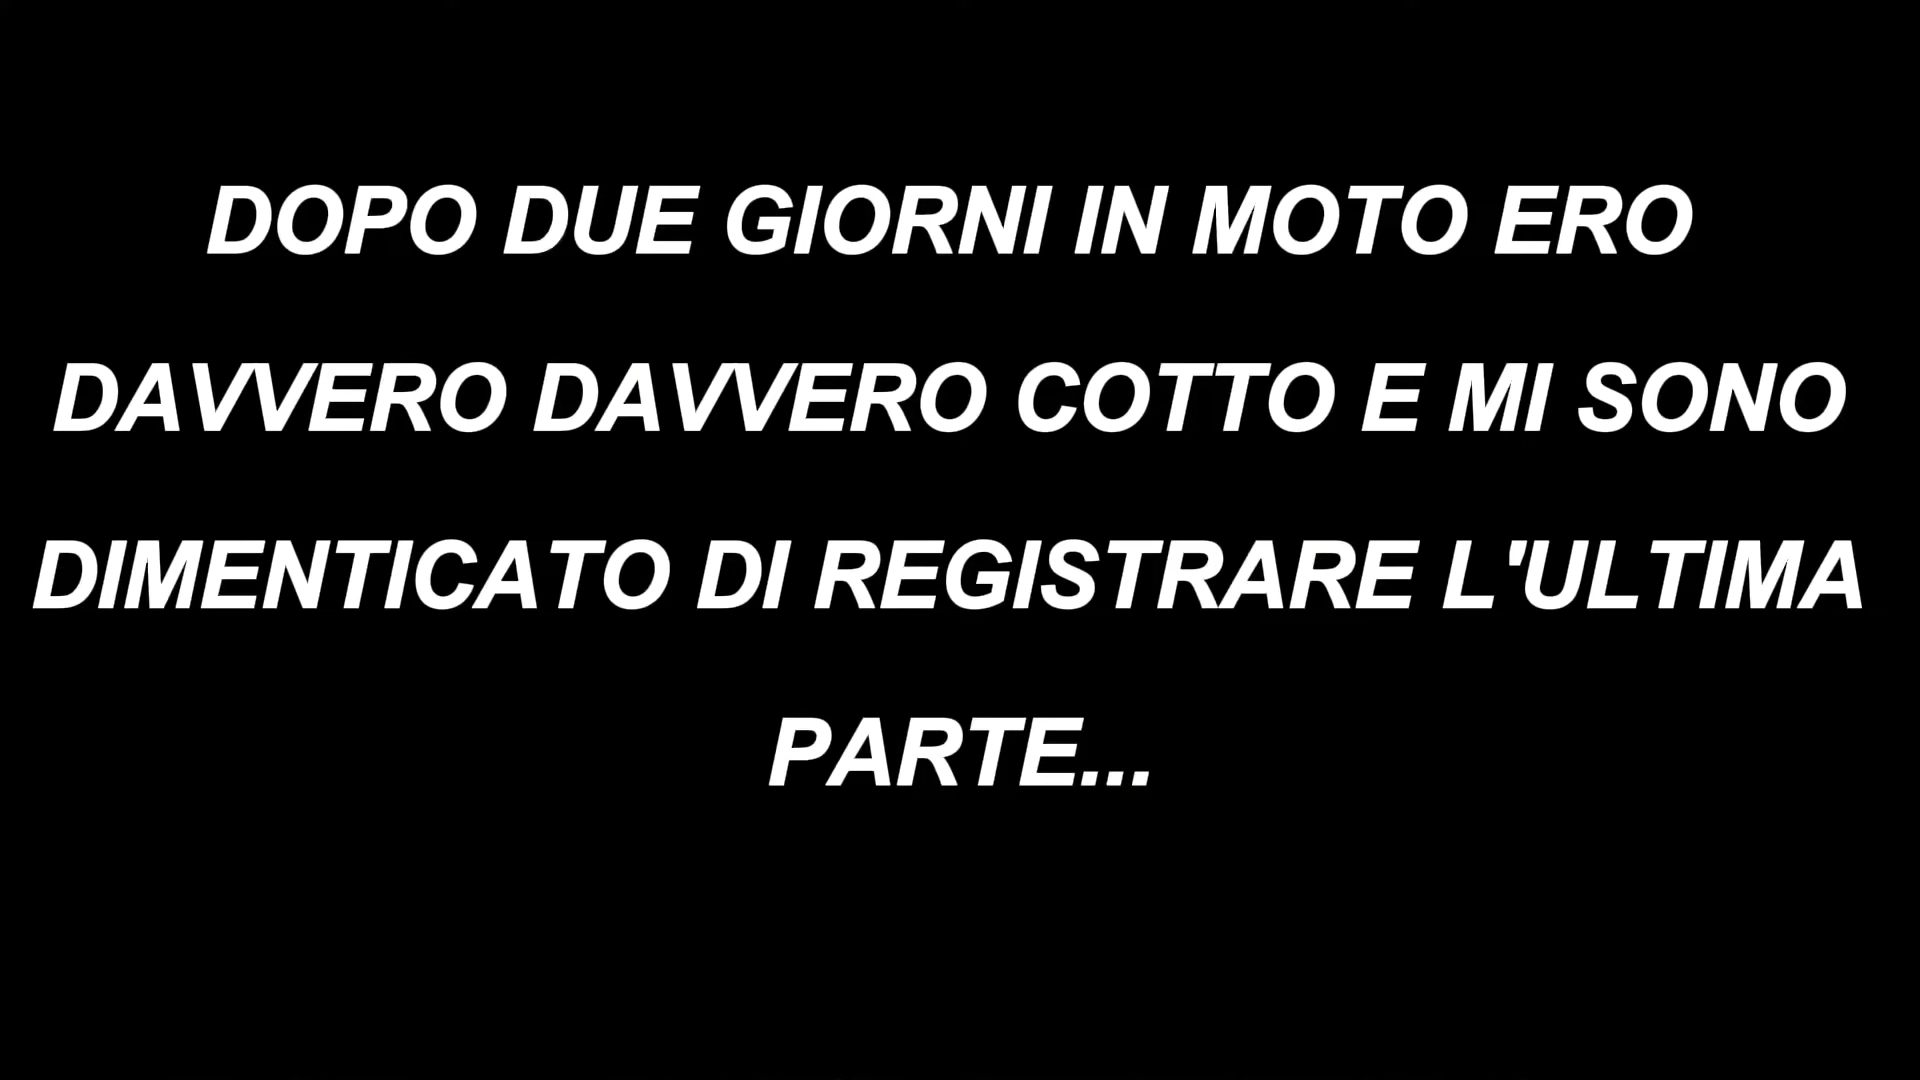 DOPO DUE GIORNI IN MOTO ERO
DAVVERO DAVVERO COTTO E MI SONO
DIMENTICATO DI REGISTRARE L'ULTIMA
PARTE...